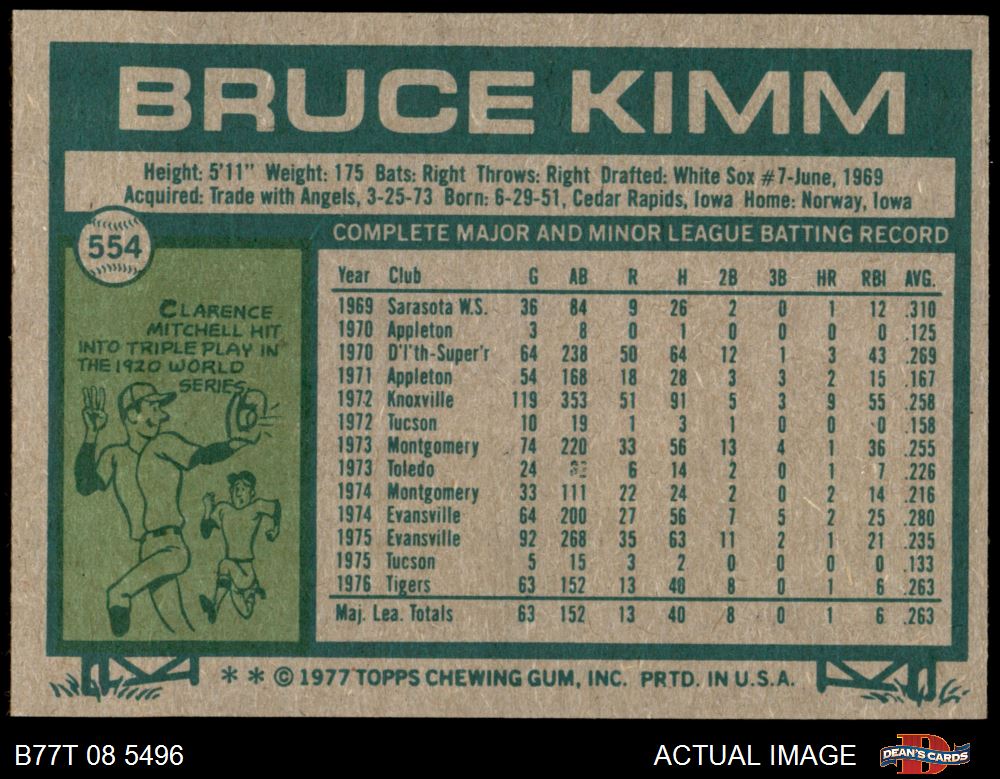 BRUCE KIMM
Height: 5'11" Weight: 175 Bats: Right Throws: Right Drafted: White Sox #7-June, 1969
Acquired: Trade with Angels, 3-25-73 Born: 6-29-51, Cedar Rapids, Iowa Home: Norway, Iowa
554
COMPLETE MAJOR AND MINOR LEAGUE BATTING RECORD
CLARENCE
MITCHELL HIT
INTO TRIPLE PLAY IN
THE 1920 WORLD
SERIES.
Year Club G AB R H 2B 3B HR RBI AVG.
1969 Sarasota W.S. 36 84 9 26 2 0 1 12 .310
1970 Appleton 3 8 0 1 0 0 0 0 .125
1970 D'l'th-Super'r 64 238 50 64 12 1 3 43 .269
1971 Appleton 54 168 18 28 3 3 2 15 .167
1972 Knoxville 119 353 51 91 5 3 9 55 .258
1972 Tucson 10 19 1 3 1 0 0 0 .158
1973 Montgomery 74 220 33 56 13 4 1 36 .255
1973 Toledo 24 6 14 2 0 1 7 .226
1974 Montgomery 33 111 22 24 2 0 2 14 .216
1974 Evansville 64 200 27 56 7 5 2 25 .280
1975 Evansville 92 268 35 63 11 2 1 21 .235
1975 Tucson 5 15 3 2 0 0 0 0 .133
1976 Tigers 63 152 13 40 8 0 1 6 .263
Maj. Lea. Totals 63 152 13 40 8 0 1 6 .263
* * © 1977 TOPPS CHEWING GUM, INC. PRTD. IN U.S.A.
B77T 08 5496
ACTUAL IMAGE
DEAN'S CARDS